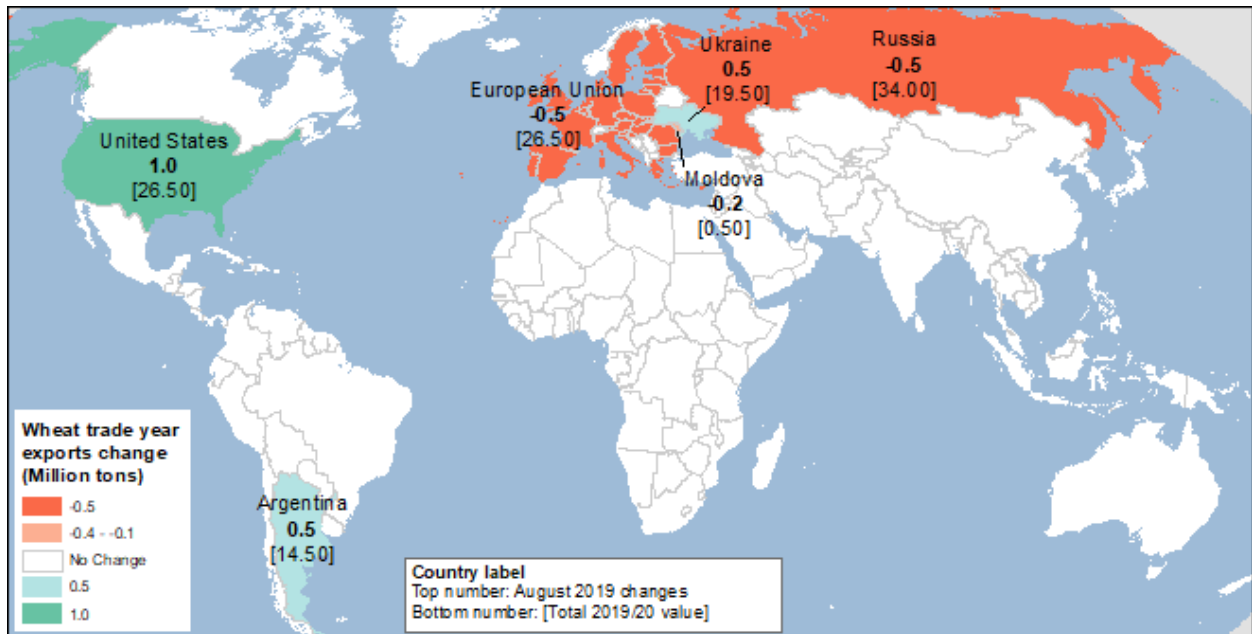 Ukraine
0.5
[19.50]
Russia
-0.5
[34.00]
European Union
-0.5
[26.50]
United States
1.0
[26.50]
Moldova
-0.2
[0.50]
Argentina
0.5
[14.50]
Wheat trade year
exports change
(Million tons)
-0.5
-0.4 - -0.1
No Change
0.5
1.0
Country label
Top number: August 2019 changes
Bottom number: [Total 2019/20 value]